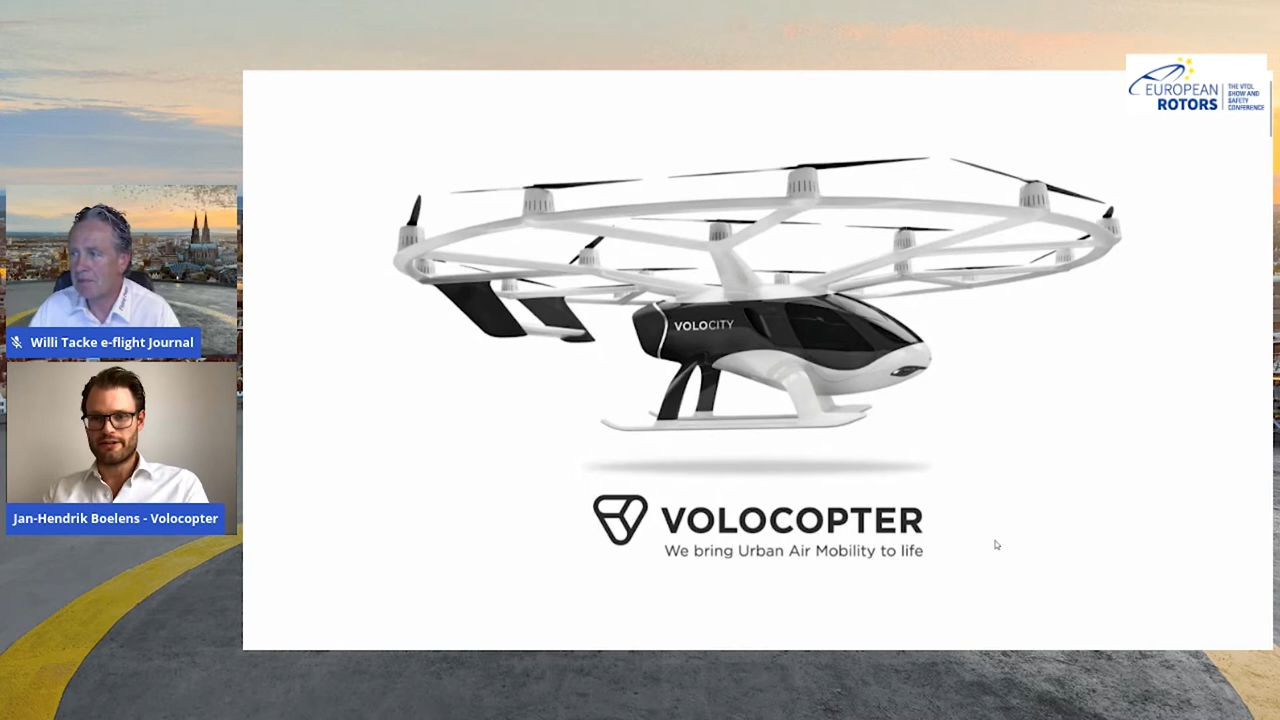 EUROPEAN
ROTORS
THE VTOL
SHOW AND
SAFETY
CONFERENCE
Willi Tacke e-flight Journal
Jan-Hendrik Boelens - Volocopter
VOLOCITY
VOLOCOPTER
We bring Urban Air Mobility to life